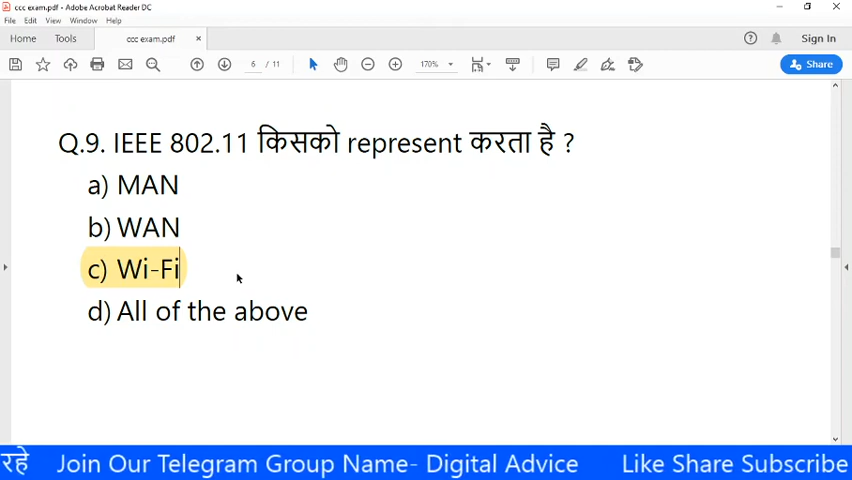 ccc exam.pdf - Adobe Acrobat Reader DC
File Edit View Window Help
Home Tools ccc exam.pdf × Sign In
6 / 11 170% Share
Q.9. IEEE 802.11 किसको represent करता है ?
a) MAN
b) WAN
c) Wi-Fi
d) All of the above
रहे Join Our Telegram Group Name- Digital Advice Like Share Subscribe